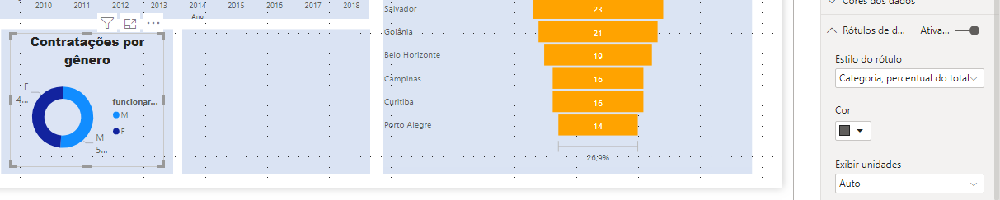 2010 2011 2012 2013 2014 2015 2016 2017 2018
Ano
Contratações por
gênero
F
4...
M
5...
funcionar...
M
F
Salvador 23
Goiânia 21
Belo Horizonte 19
Campinas 16
Curitiba 16
Porto Alegre 14
26,9%
Cores dos dados
Rótulos de d... Ativa...
Estilo do rótulo
Categoria, percentual do total
Cor
Exibir unidades
Auto